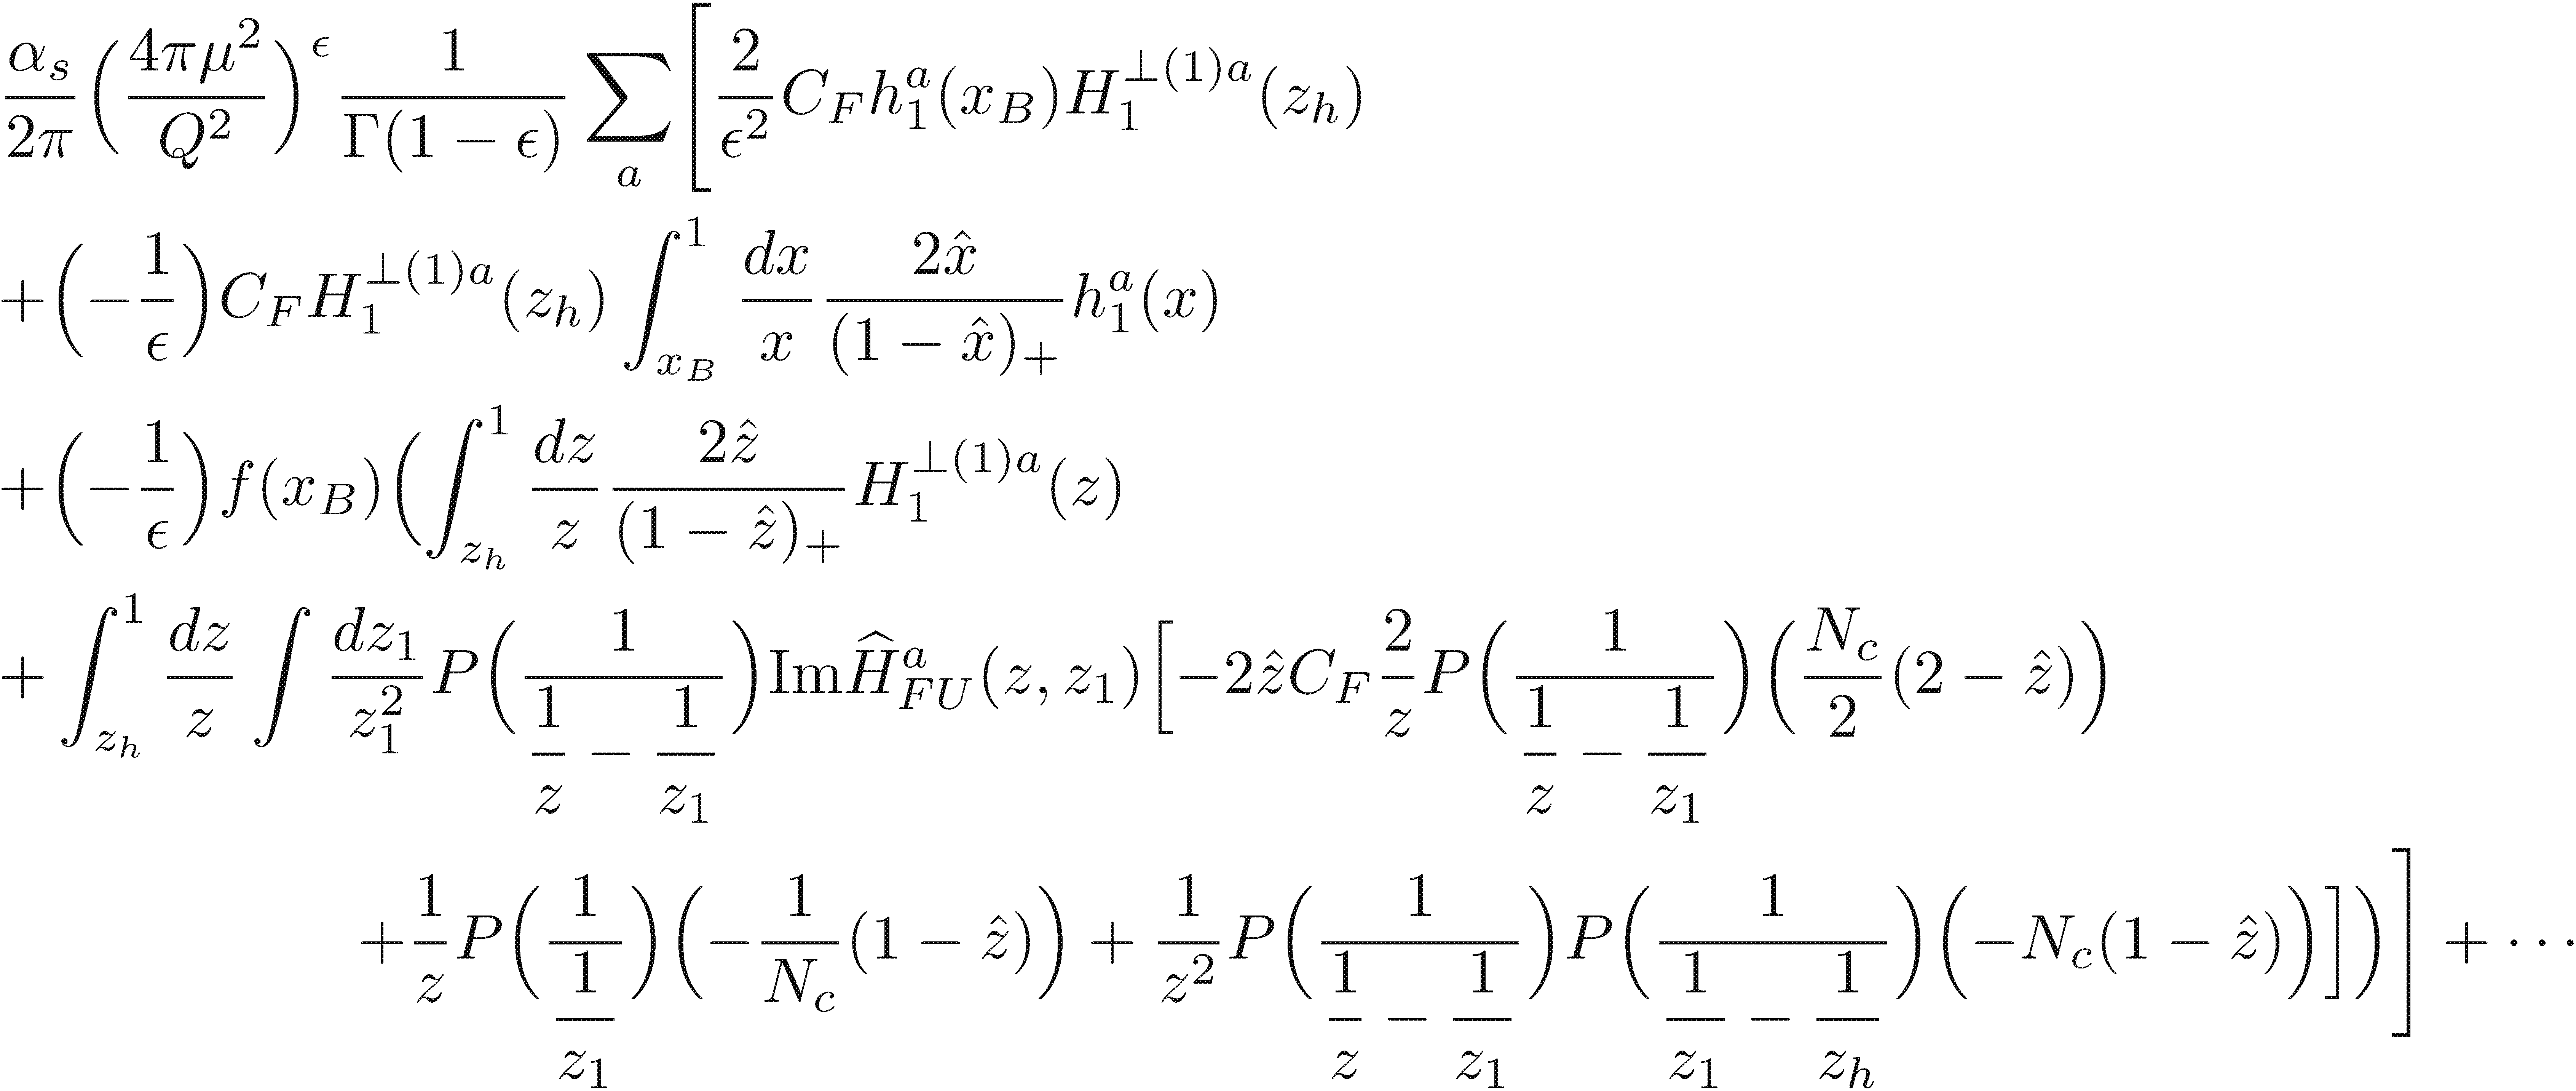 \frac{\alpha_s}{2\pi}\Big(\frac{4\pi\mu^2}{Q^2}\Big)^{\epsilon}\frac{1}{\Gamma(1-\epsilon)}\sum_a\Big[\frac{2}{\epsilon^2}C_F h_1^a(x_B)H_1^{\perp(1)a}(z_h)
+\Big(-\frac{1}{\epsilon}\Big)C_F H_1^{\perp(1)a}(z_h)\int_{x_B}^1\frac{dx}{x}\frac{2\hat{x}}{(1-\hat{x})_+}h_1^a(x)
+\Big(-\frac{1}{\epsilon}\Big)f(x_B)\Big(\int_{z_h}^1\frac{dz}{z}\frac{2\hat{z}}{(1-\hat{z})_+}H_1^{\perp(1)a}(z)
+\int_{z_h}^1\frac{dz}{z}\int\frac{dz_1}{z_1^2}P\Big(\frac{1}{\frac{1}{z}-\frac{1}{z_1}}\Big){\rm Im}\widehat{H}_{FU}^a(z,z_1)\Big[-2\hat{z}C_F\frac{2}{z}P\Big(\frac{1}{\frac{1}{z}-\frac{1}{z_1}}\Big)\Big(\frac{N_c}{2}(2-\hat{z})\Big)
+\frac{1}{z}P\Big(\frac{1}{\frac{1}{z_1}}\Big)\Big(-\frac{1}{N_c}(1-\hat{z})\Big)+\frac{1}{z^2}P\Big(\frac{1}{\frac{1}{z}-\frac{1}{z_1}}\Big)P\Big(\frac{1}{\frac{1}{z_1}-\frac{1}{z_h}}\Big)\Big(-N_c(1-\hat{z})\Big)\Big]\Big)\Big]+\cdots